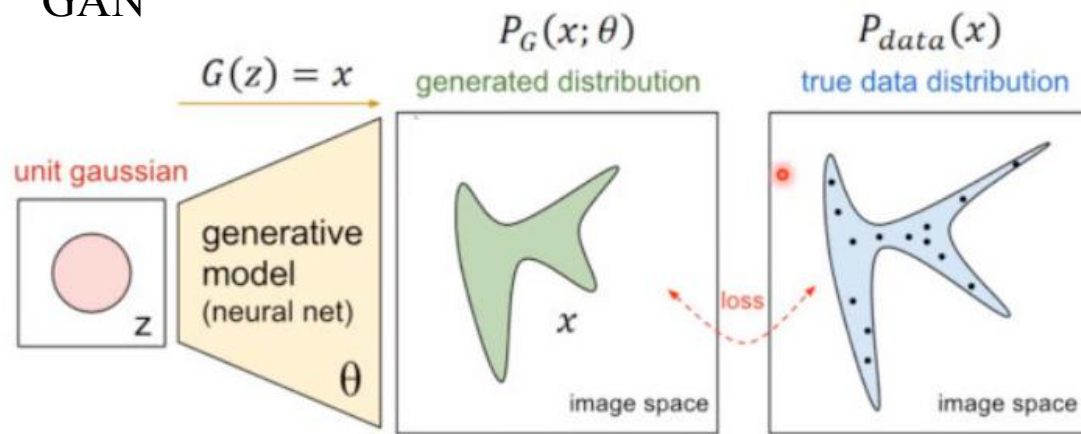 GAN
G(z) = x
P_G(x; θ)
generated distribution
P_data(x)
true data distribution
unit gaussian
z
generative
model
(neural net)
θ
x
image space
loss
image space